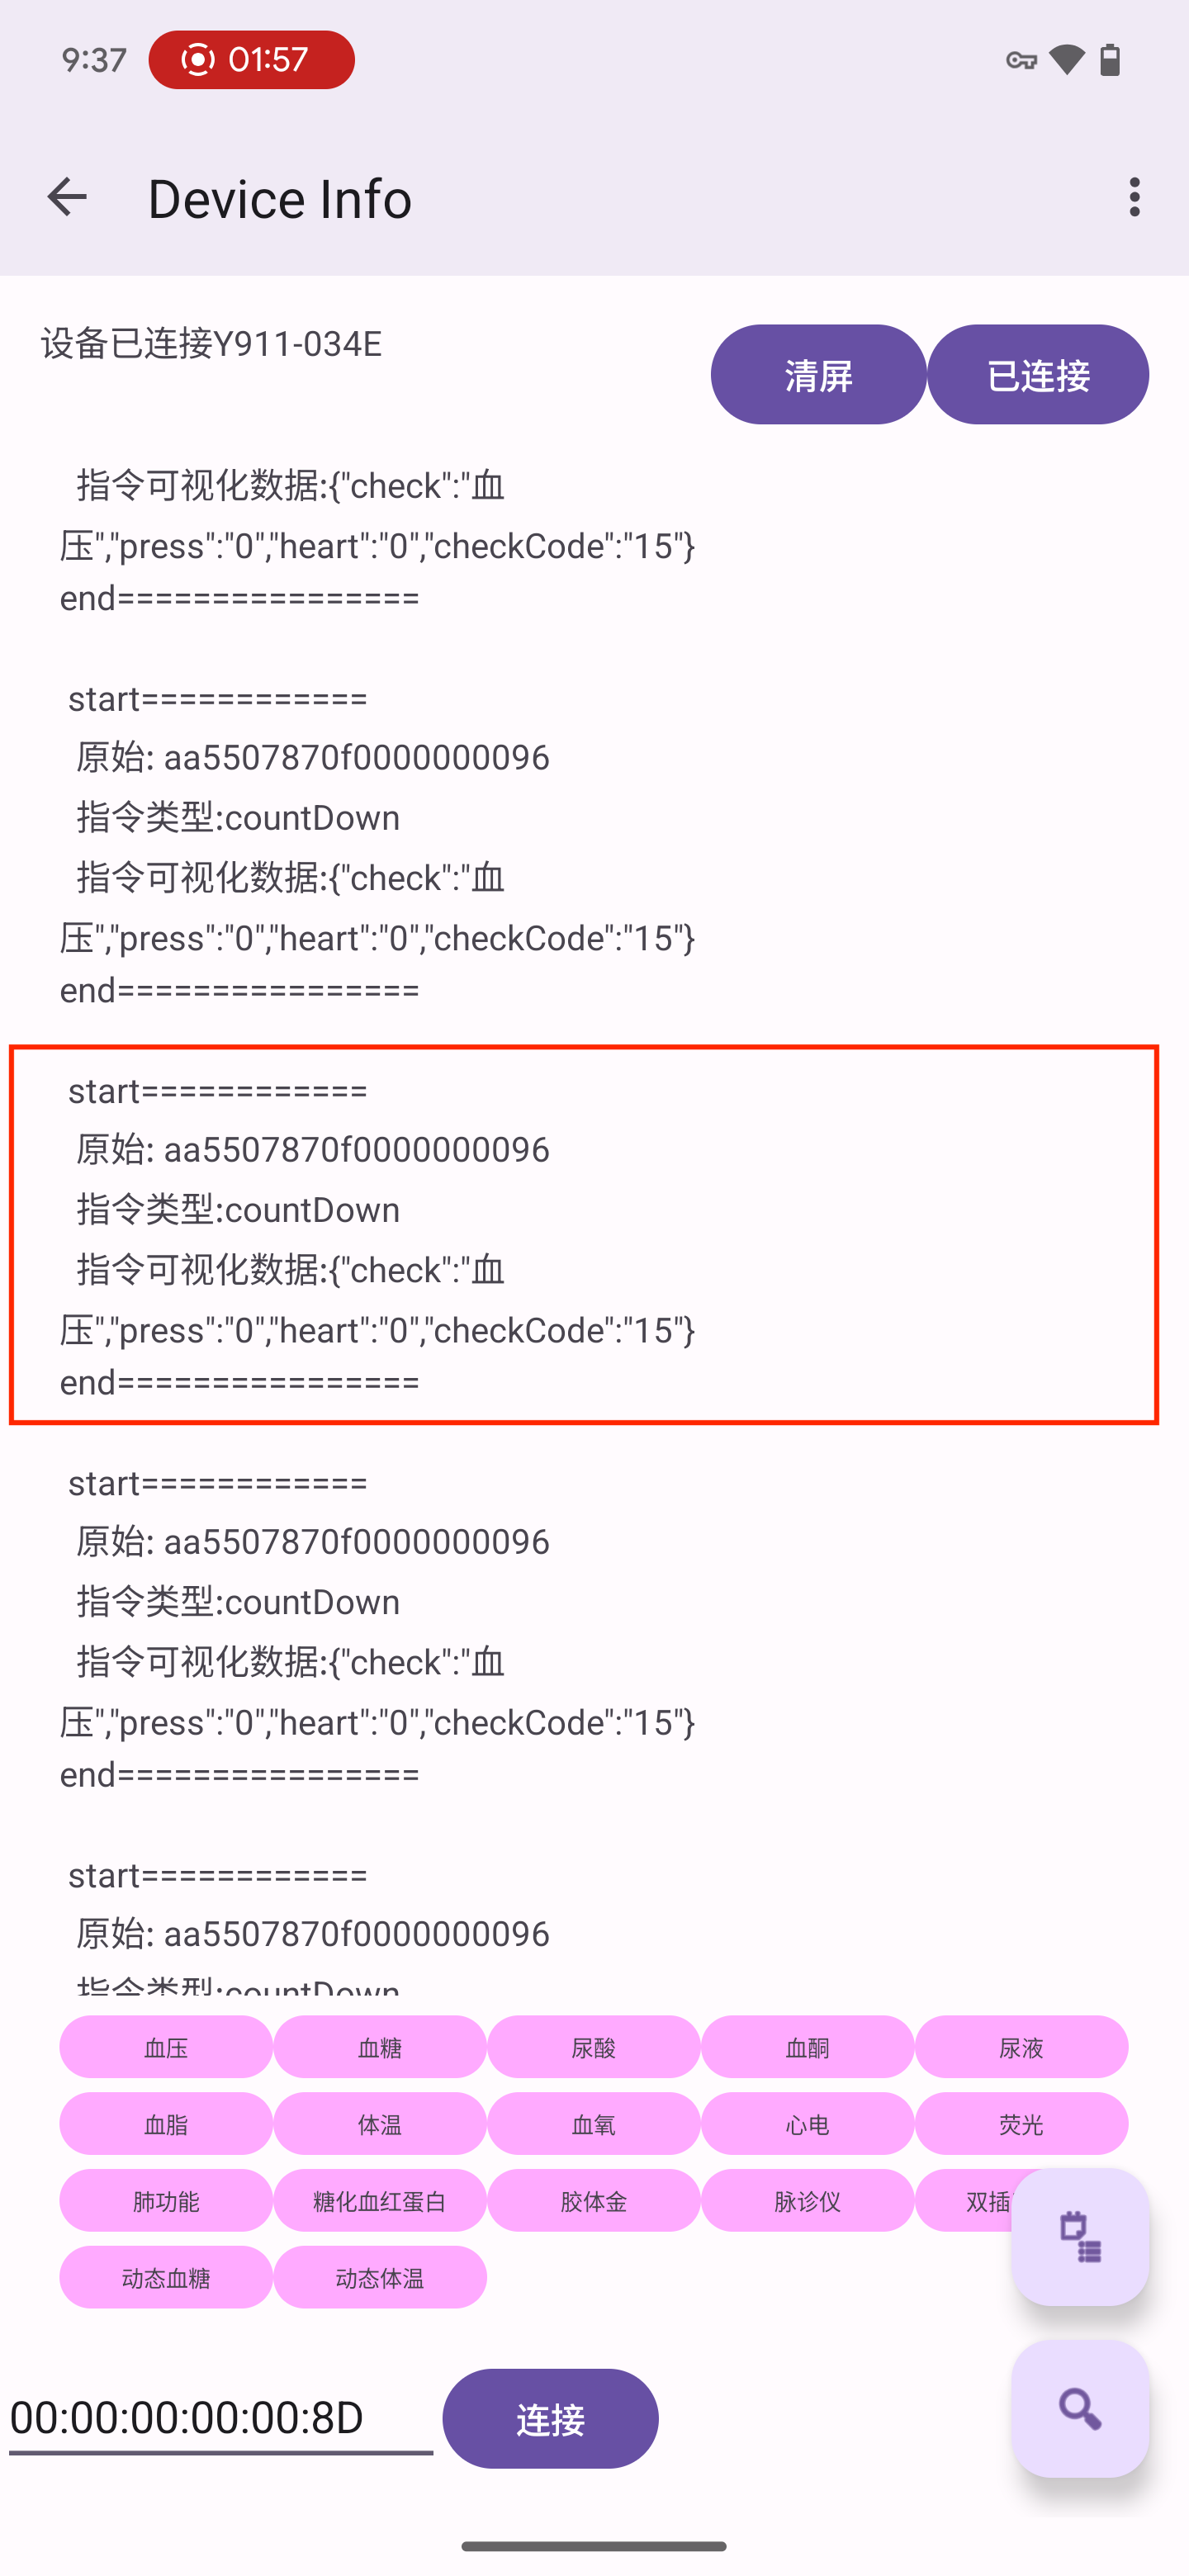 9:37 01:57
Device Info
设备已连接Y911-034E
清屏 已连接
指令可视化数据:{"check":"血
压","press":"0","heart":"0","checkCode":"15"}
end================
start============
原始: aa5507870f0000000096
指令类型:countDown
指令可视化数据:{"check":"血
压","press":"0","heart":"0","checkCode":"15"}
end================
start============
原始: aa5507870f0000000096
指令类型:countDown
指令可视化数据:{"check":"血
压","press":"0","heart":"0","checkCode":"15"}
end================
start============
原始: aa5507870f0000000096
指令类型:countDown
指令可视化数据:{"check":"血
压","press":"0","heart":"0","checkCode":"15"}
end================
start============
原始: aa5507870f0000000096
指令类型:countDown
血压 血糖 尿酸 血酮 尿液
血脂 体温 血氧 心电 荧光
肺功能 糖化血红蛋白 胶体金 脉诊仪 双插
动态血糖 动态体温
00:00:00:00:00:8D 连接